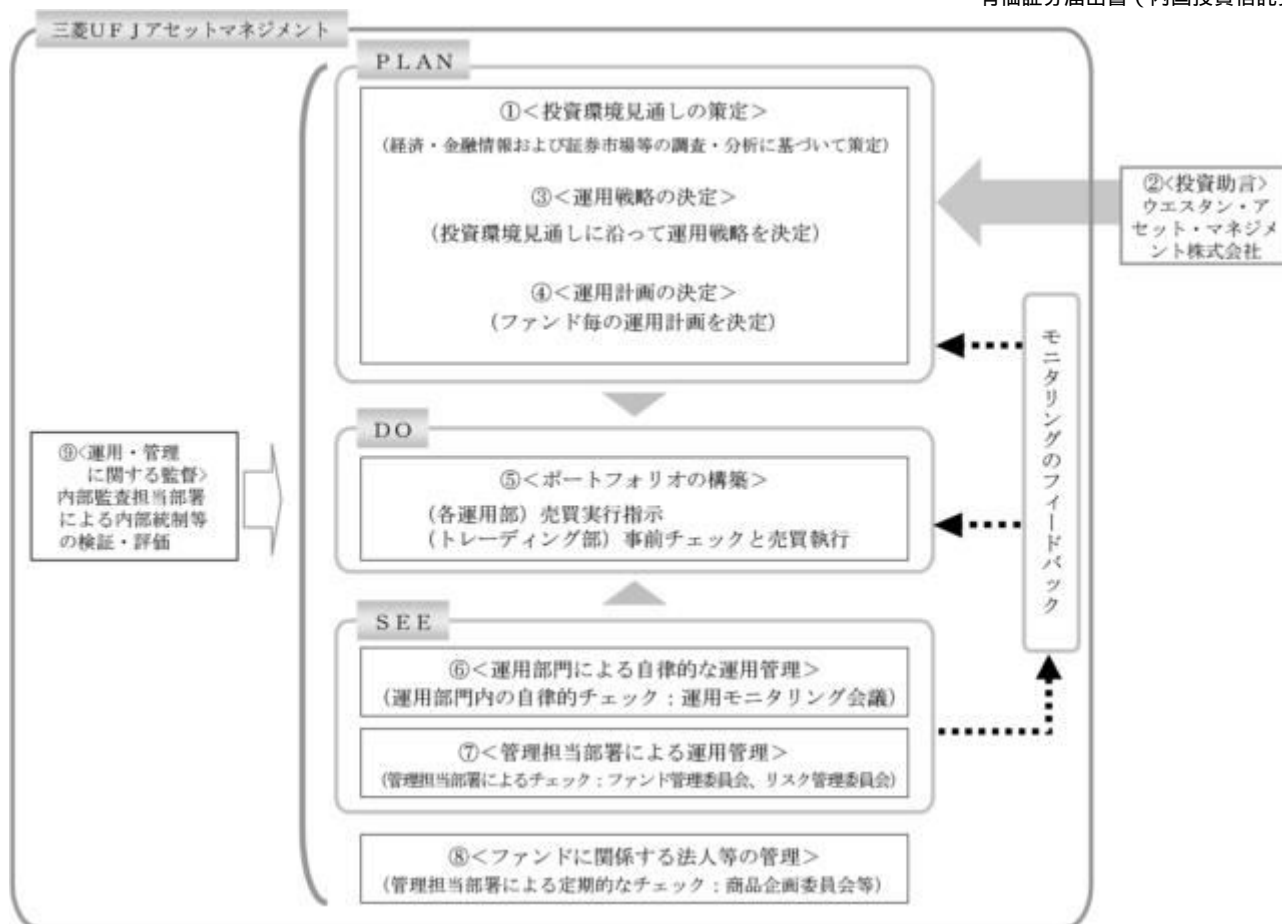 三菱UFJアセットマネジメント
PLAN
①<投資環境見通しの策定>
(経済・金融情報および証券市場等の調査・分析に基づいて策定)
③<運用戦略の決定>
(投資環境見通しに沿って運用戦略を決定)
④<運用計画の決定>
(ファンド毎の運用計画を決定)
②<投資助言>
ウエスタン・ア
セット・マネジメ
ント株式会社
モニタリングのフィードバック
DO
⑤<ポートフォリオの構築>
(各運用部)売買実行指示
(トレーディング部)事前チェックと売買執行
⑨<運用・管理
に関する監督>
内部監査担当部署
による内部統制等
の検証・評価
SEE
⑥<運用部門による自律的な運用管理>
(運用部門内の自律的チェック:運用モニタリング会議)
⑦<管理担当部署による運用管理>
(管理担当部署によるチェック:ファンド管理委員会、リスク管理委員会)
⑧<ファンドに関係する法人等の管理>
(管理担当部署による定期的なチェック:商品企画委員会等)